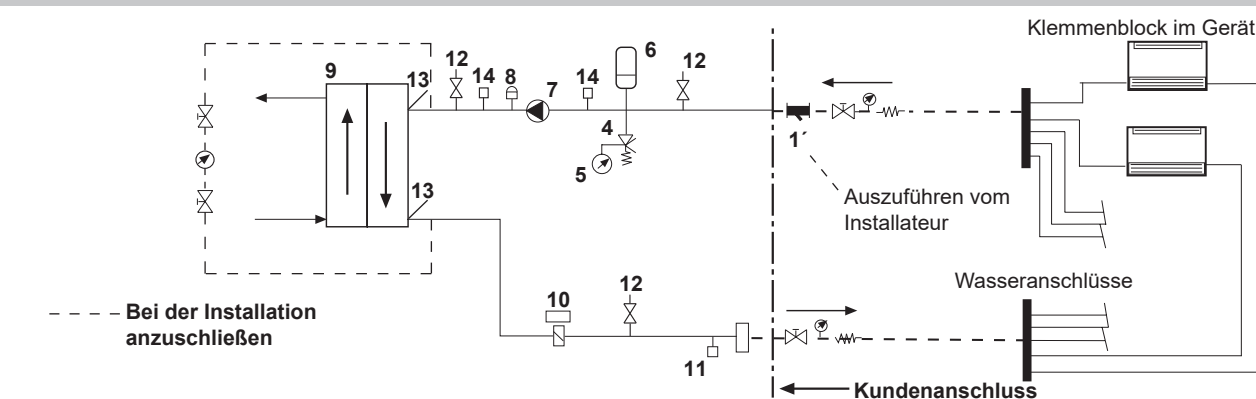 Klemmenblock im Gerät
9
13
12
14
8
7
14
6
12
4
5
1´
13
Auszuführen vom
Installateur
Wasseranschlüsse
10
12
11
– – – – Bei der Installation
anzuschließen
Kundenanschluss